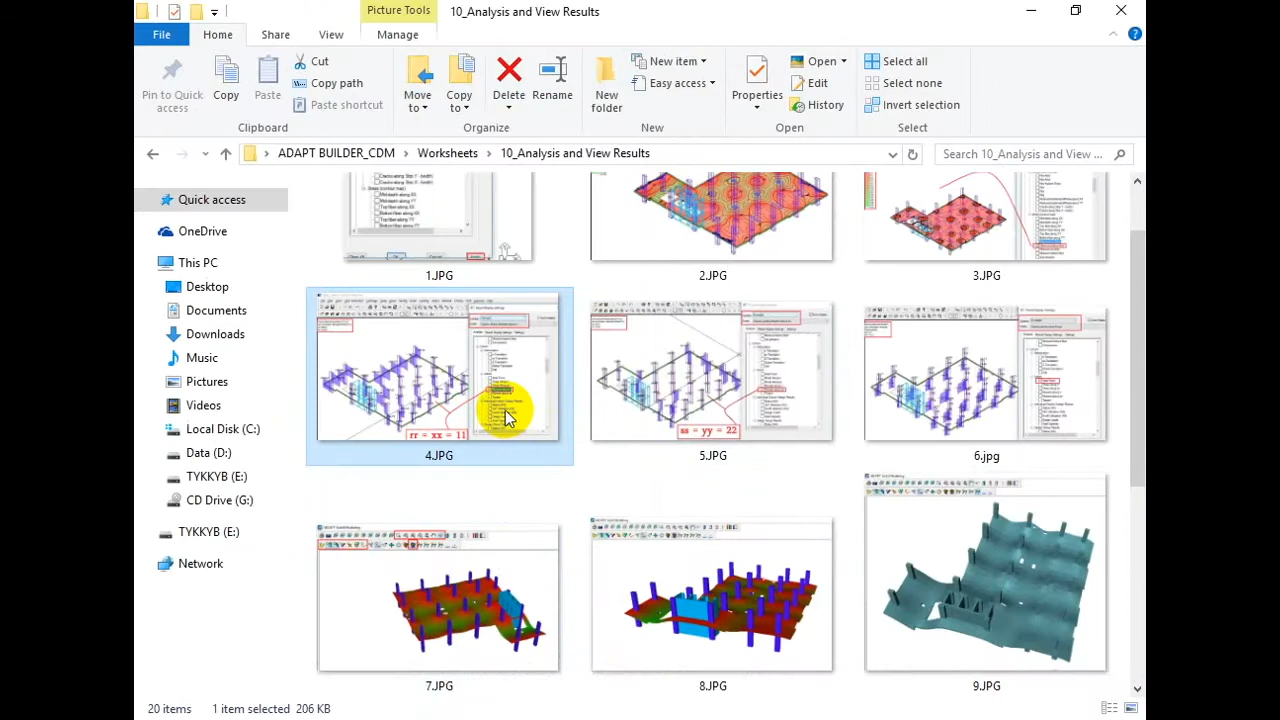 Picture Tools
10_Analysis and View Results
File
Home
Share
View
Manage
Pin to Quick access
Copy
Paste
Cut
Copy path
Paste shortcut
Move to
Copy to
Delete
Rename
New folder
New item
Easy access
Properties
Open
Edit
History
Select all
Select none
Invert selection
Clipboard
Organize
New
Open
Select
ADAPT BUILDER_CDM > Worksheets > 10_Analysis and View Results
Search 10_Analysis and View ...
Quick access
OneDrive
This PC
Desktop
Documents
Downloads
Music
Pictures
Videos
Local Disk (C:)
Data (D:)
TYKKYB (E:)
CD Drive (G:)
TYKKYB (E:)
Network
1.JPG
2.JPG
3.JPG
rr = xx = 11
ss = yy = 22
4.JPG
5.JPG
6.jpg
7.JPG
8.JPG
9.JPG
20 items
1 item selected 206 KB